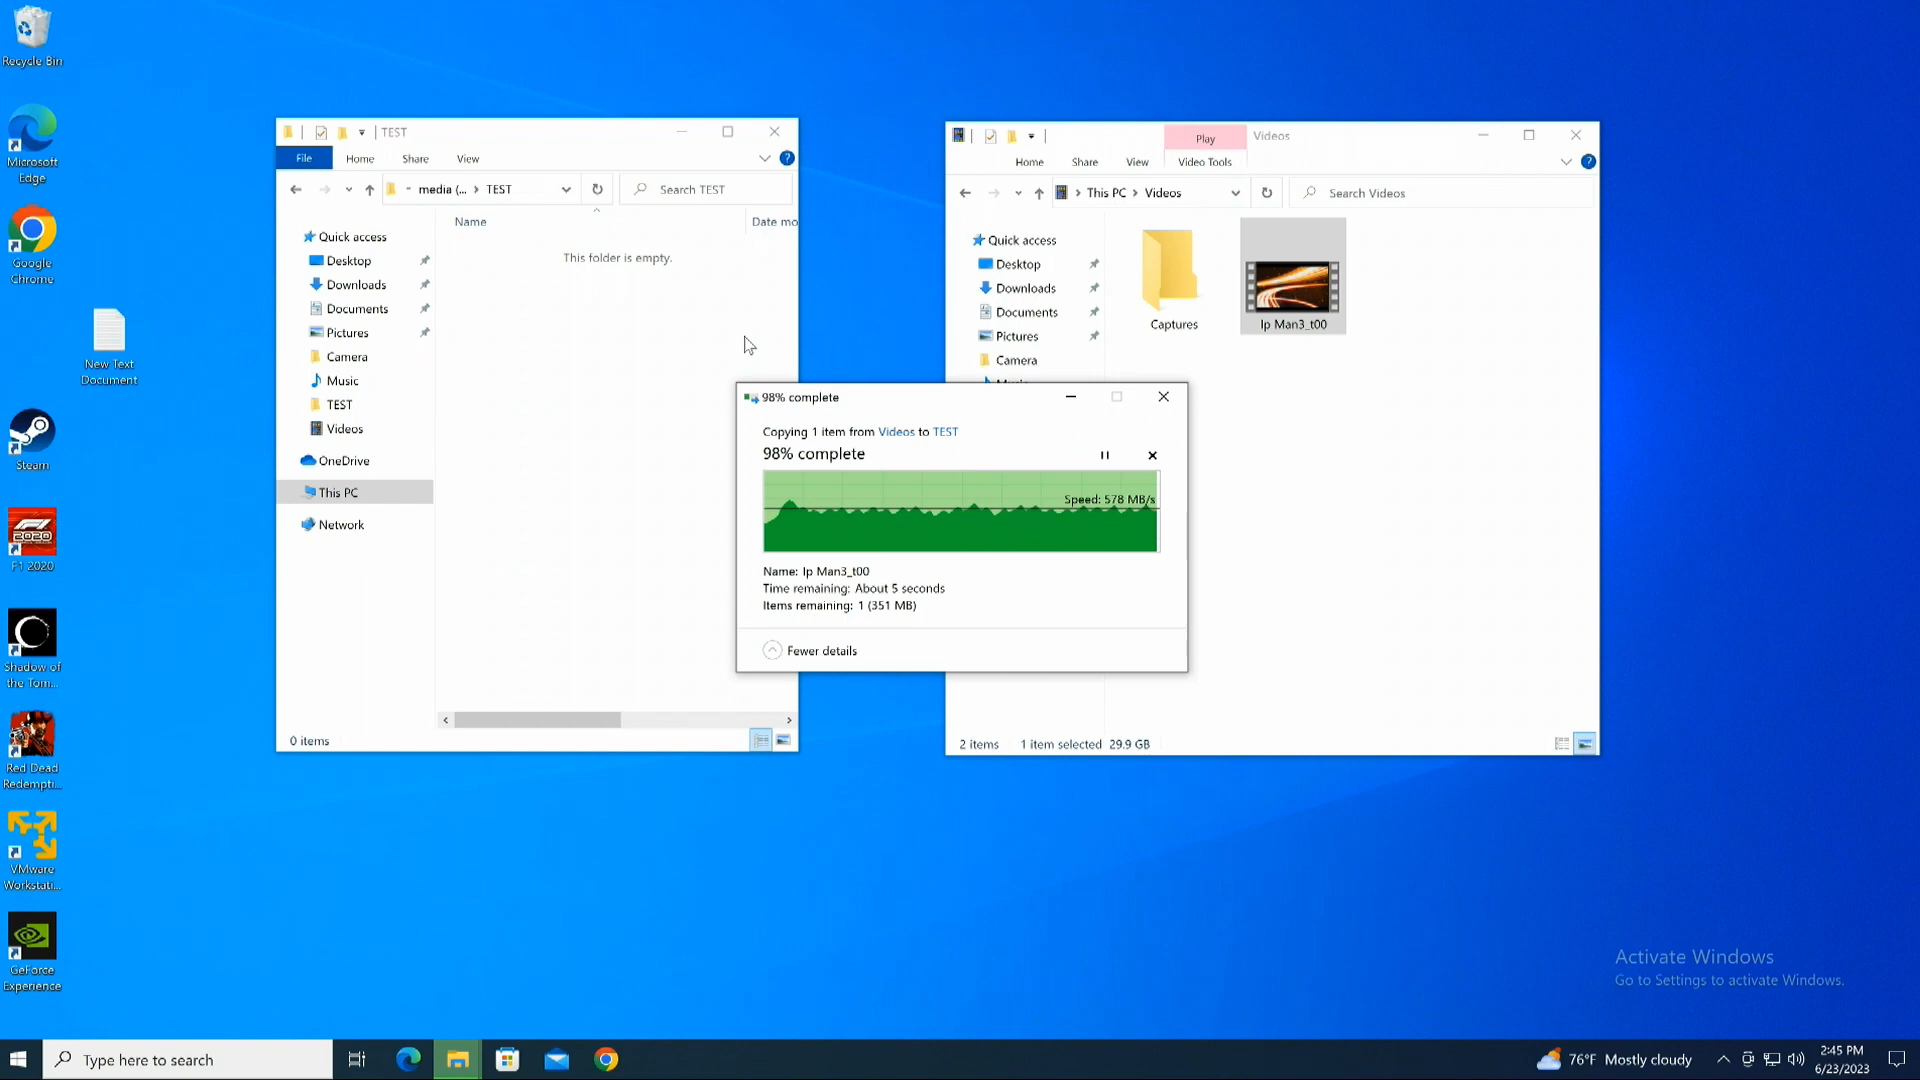 Recycle Bin
Microsoft
Edge
Google
Chrome
New Text
Document
Steam
F1 2020
Shadow of
the Tom...
Red Dead
Redempti...
VMware
Workstati...
GeForce
Experience
TEST
File
Home
Share
View
media (...
TEST
Search TEST
Name
Date mo
This folder is empty.
Quick access
Desktop
Downloads
Documents
Pictures
Camera
Music
TEST
Videos
OneDrive
This PC
Network
0 items
Play
Videos
Home
Share
View
Video Tools
This PC
Videos
Search Videos
Quick access
Desktop
Downloads
Documents
Pictures
Camera
Captures
Ip Man3_t00
2 items
1 item selected 29.9 GB
98% complete
Copying 1 item from Videos to TEST
98% complete
Speed: 578 MB/s
Name: Ip Man3_t00
Time remaining: About 5 seconds
Items remaining: 1 (351 MB)
Fewer details
Activate Windows
Go to Settings to activate Windows.
Type here to search
76°F Mostly cloudy
2:45 PM
6/23/2023